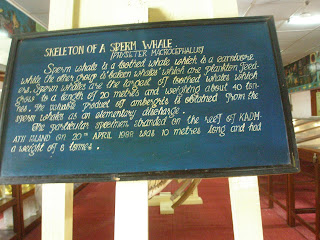 SKELETON OF A SPERM WHALE
(PHYSETER MACROCEPHALUS)
Sperm whale is a toothed whale which is a carnivore
while the other group is baleen whales which are plankton feed-
ers. Sperm whales are the largest of toothed whales which
grow to a length of 20 metres and weighing about 40 ton-
nes. The variable product of ambergris is obtained from the
sperm whales as an elementary discharge.
The particular specimen stranded on the reef of KADM-
ATH ISLAND on 20TH APRIL 1988 was 10 metres long and had
a weight of 8 tonnes.